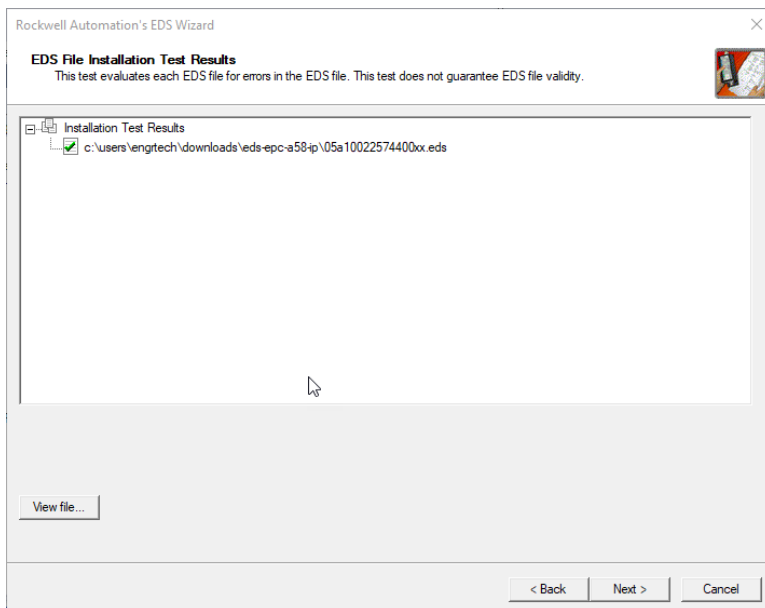 Rockwell Automation's EDS Wizard
EDS File Installation Test Results
This test evaluates each EDS file for errors in the EDS file. This test does not guarantee EDS file validity.
Installation Test Results
c:\users\engrtech\downloads\eds-epc-a58-ip\05a10022574400xx.eds
View file...
< Back
Next >
Cancel